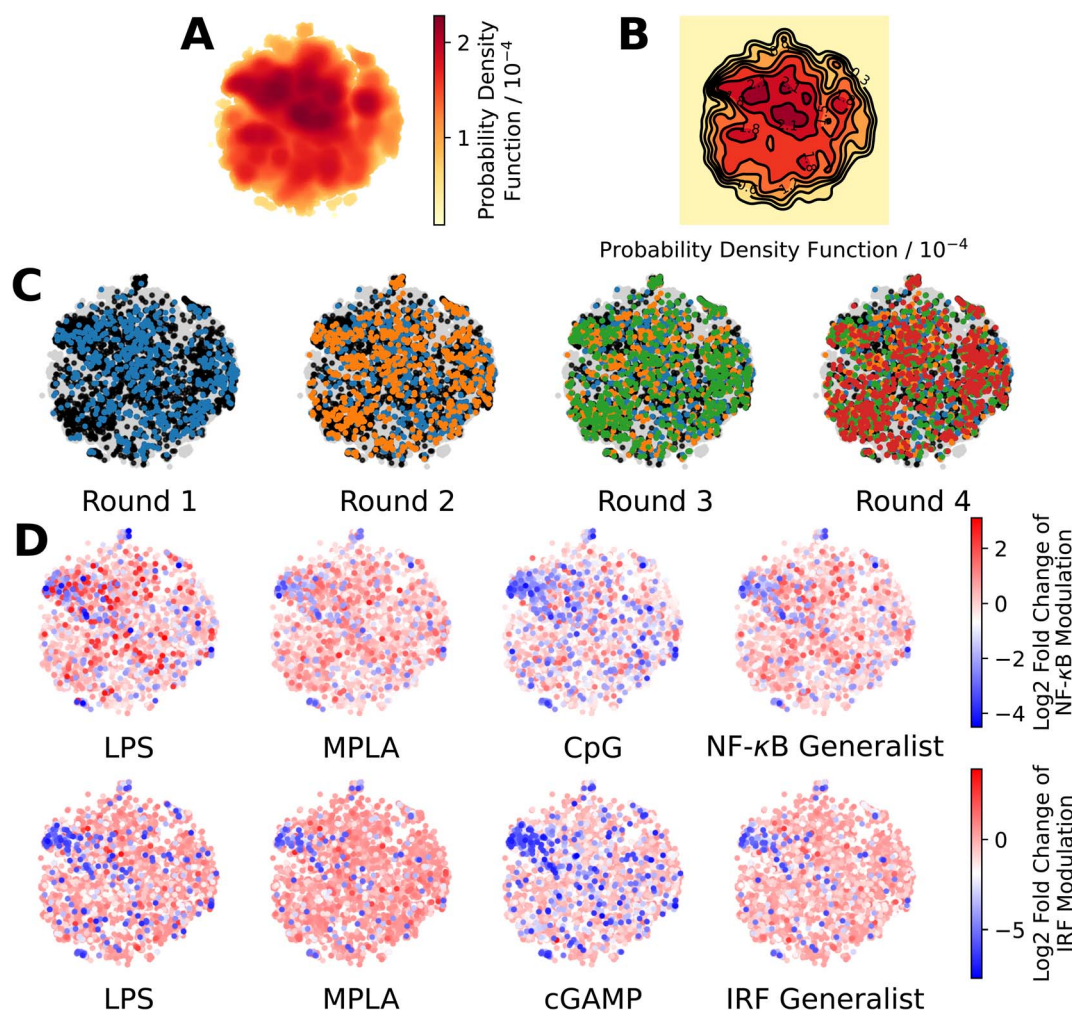 A
2
1
Probability Density
Function / 10⁻⁴
B
0.3
Probability Density Function / 10⁻⁴
C
Round 1
Round 2
Round 3
Round 4
D
LPS
MPLA
CpG
NF-κB Generalist
2
0
−2
−4
Log2 Fold Change of
NF-κB Modulation
LPS
MPLA
cGAMP
IRF Generalist
0
−5
Log2 Fold Change of
IRF Modulation